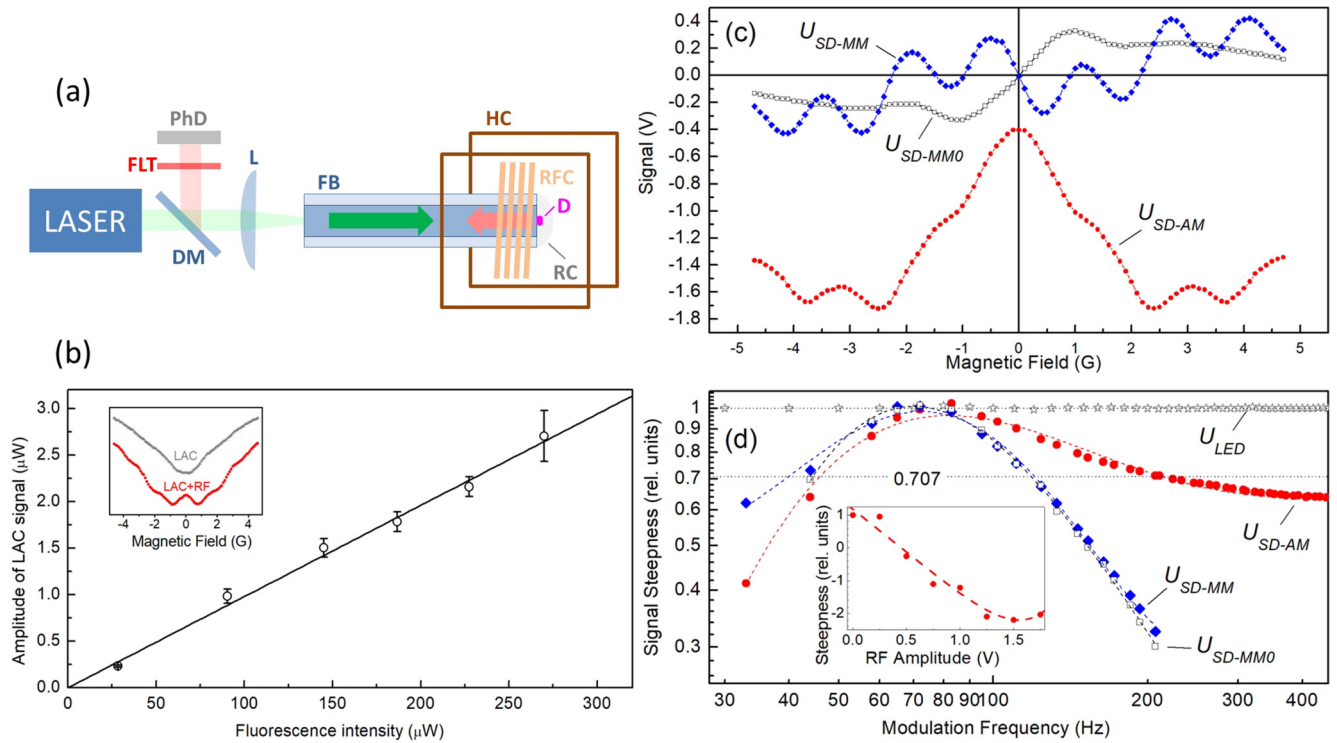 (a)
PhD
FLT
L
LASER
DM
FB
HC
RFC
D
RC
(b)
Amplitude of LAC signal (μW)
3.0
2.5
2.0
1.5
1.0
0.5
0.0
LAC
LAC+RF
-4 -2 0 2 4
Magnetic Field (G)
0 50 100 150 200 250 300
Fluorescence intensity (μW)
(c)
Signal (V)
0.4
0.2
0.0
-0.2
-0.4
-0.6
-0.8
-1.0
-1.2
-1.4
-1.6
-1.8
U SD-MM
U SD-MM0
U SD-AM
-5 -4 -3 -2 -1 0 1 2 3 4 5
Magnetic Field (G)
(d)
Signal Steepness (rel. units)
1
0.9
0.8
0.7
0.6
0.5
0.4
0.3
U LED
0.707
U SD-AM
U SD-MM
U SD-MM0
Steepness (rel. units)
1
0
-1
-2
0.0 0.5 1.0 1.5
RF Amplitude (V)
30 40 50 60 70 80 90 100 200 300 400
Modulation Frequency (Hz)